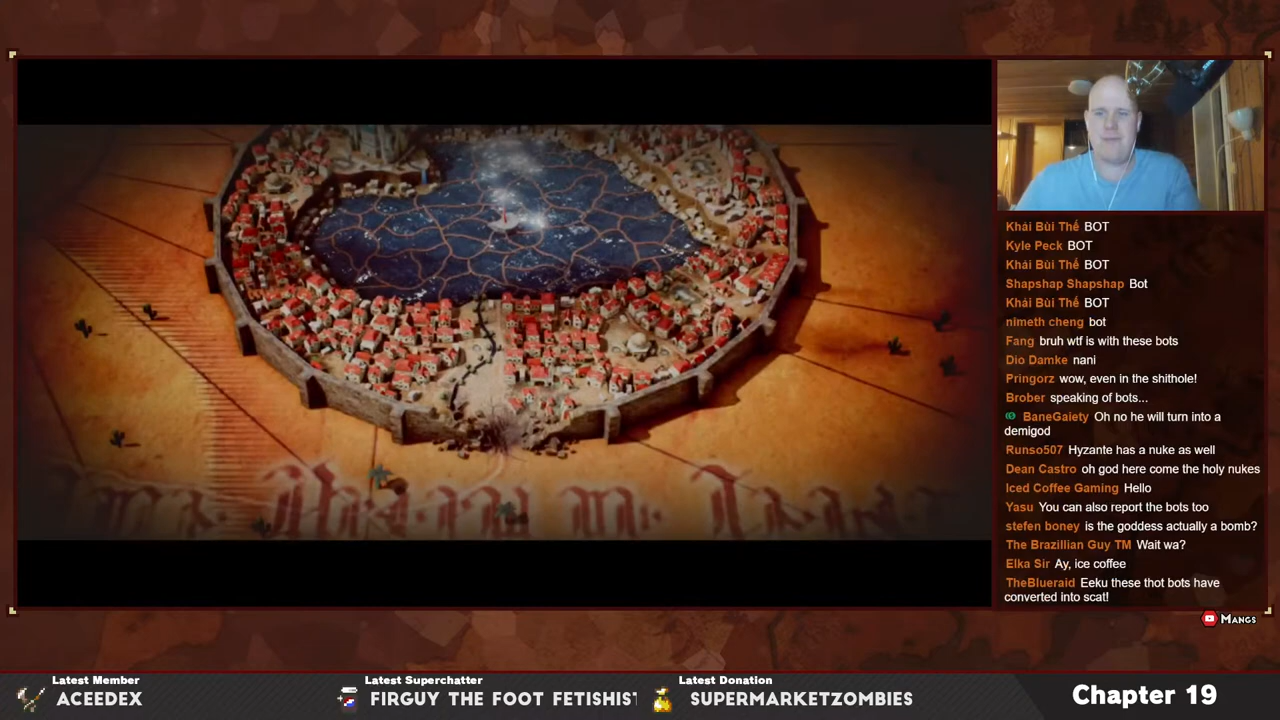 Khải Bùi Thế BOT
Kyle Peck BOT
Khải Bùi Thế BOT
Shapshap Shapshap Bot
Khải Bùi Thế BOT
nimeth cheng bot
Fang bruh wtf is with these bots
Dio Damke nani
Pringorz wow, even in the shithole!
Brober speaking of bots...
BaneGaiety Oh no he will turn into a
demigod
Runso507 Hyzante has a nuke as well
Dean Castro oh god here come the holy nukes
Iced Coffee Gaming Hello
Yasu You can also report the bots too
stefen boney is the goddess actually a bomb?
The Brazillian Guy TM Wait wa?
Elka Sir Ay, ice coffee
TheBlueraid Eeku these thot bots have
converted into scat!
Mangs
Latest Member
ACEEDEX
Latest Superchatter
FIRGUY THE FOOT FETISHIST
Latest Donation
SUPERMARKETZOMBIES
Chapter 19